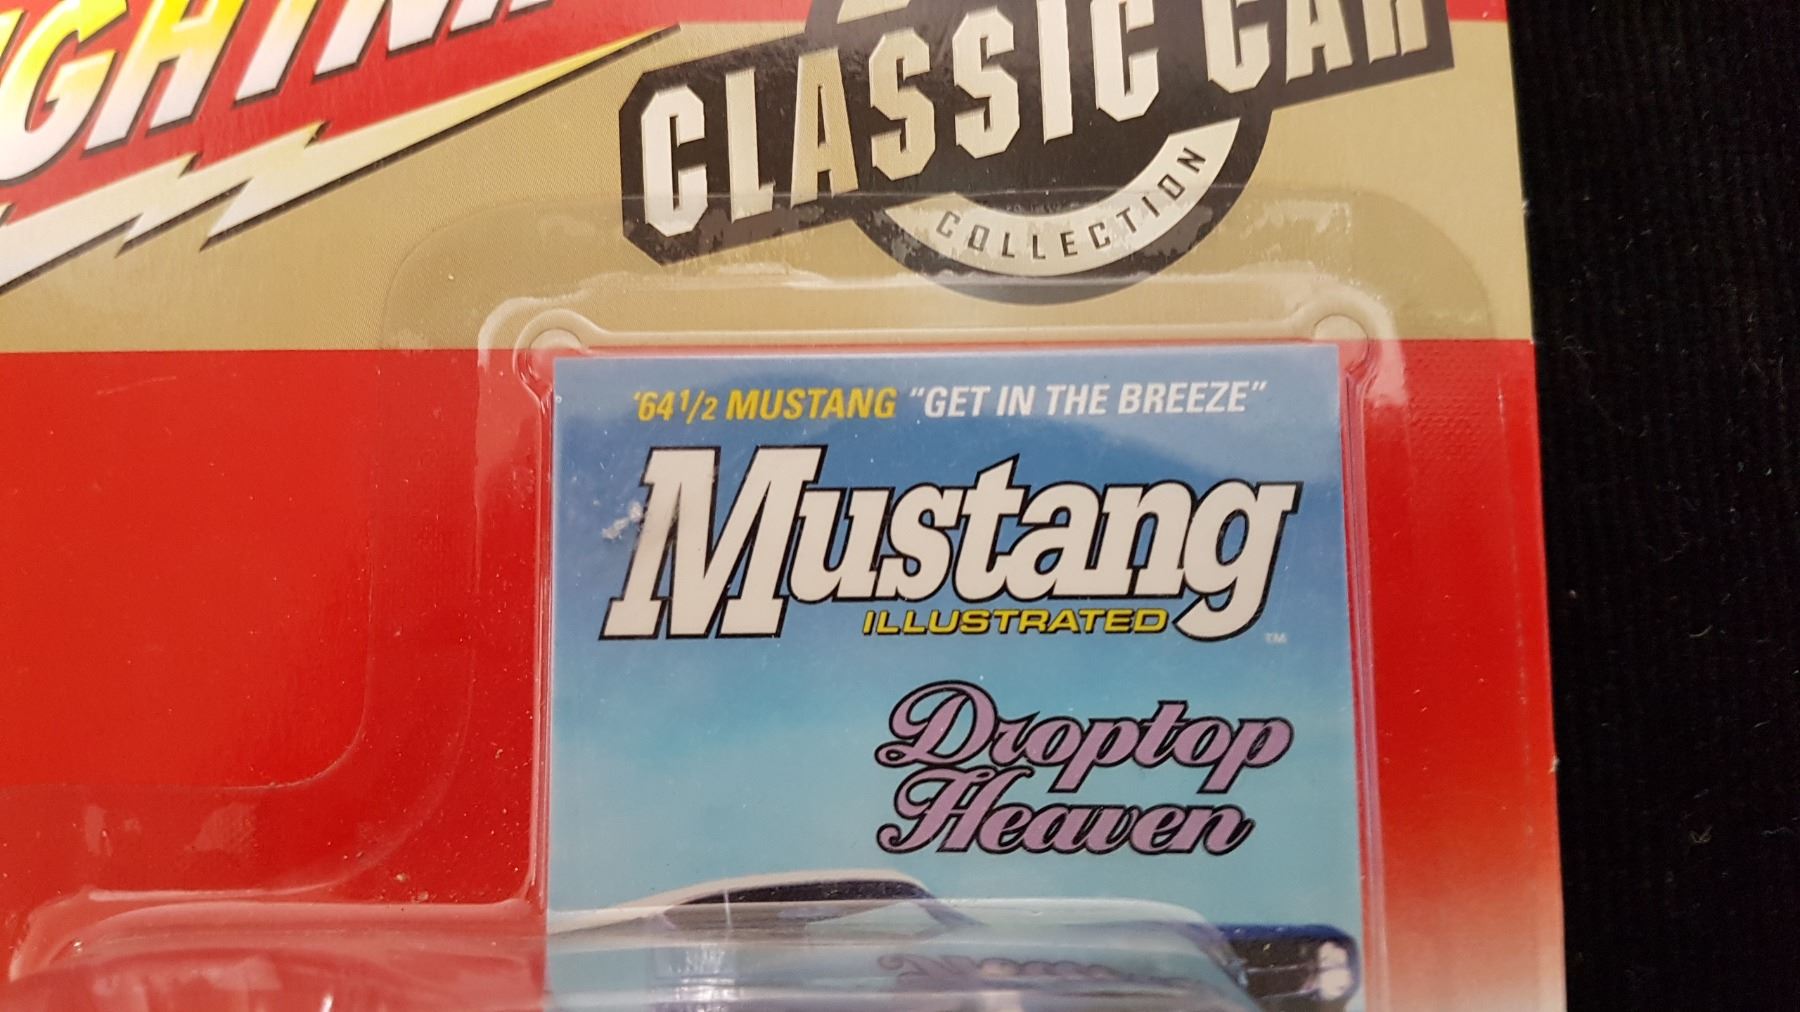 CLASSIC CAR
COLLECTION
'64 1/2 MUSTANG "GET IN THE BREEZE"
Mustang
ILLUSTRATED
TM
Droptop
Heaven